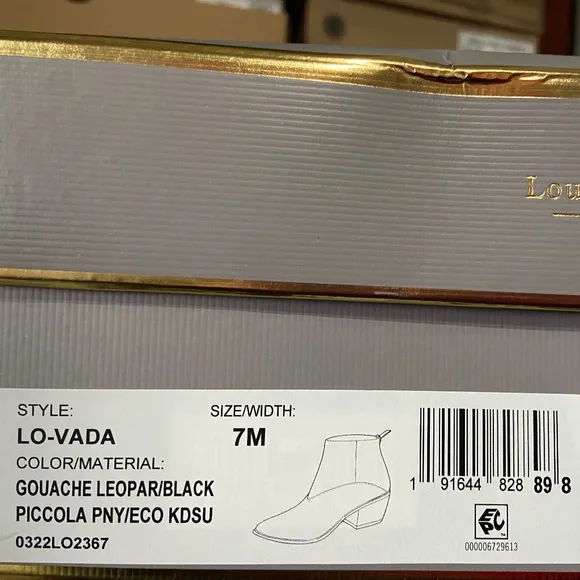 Lou
STYLE:
LO-VADA
SIZE/WIDTH:
7M
COLOR/MATERIAL:
GOUACHE LEOPAR/BLACK
PICCOLA PNY/ECO KDSU
0322LO2367
1 91644 828 89 8
EPC
000006729613